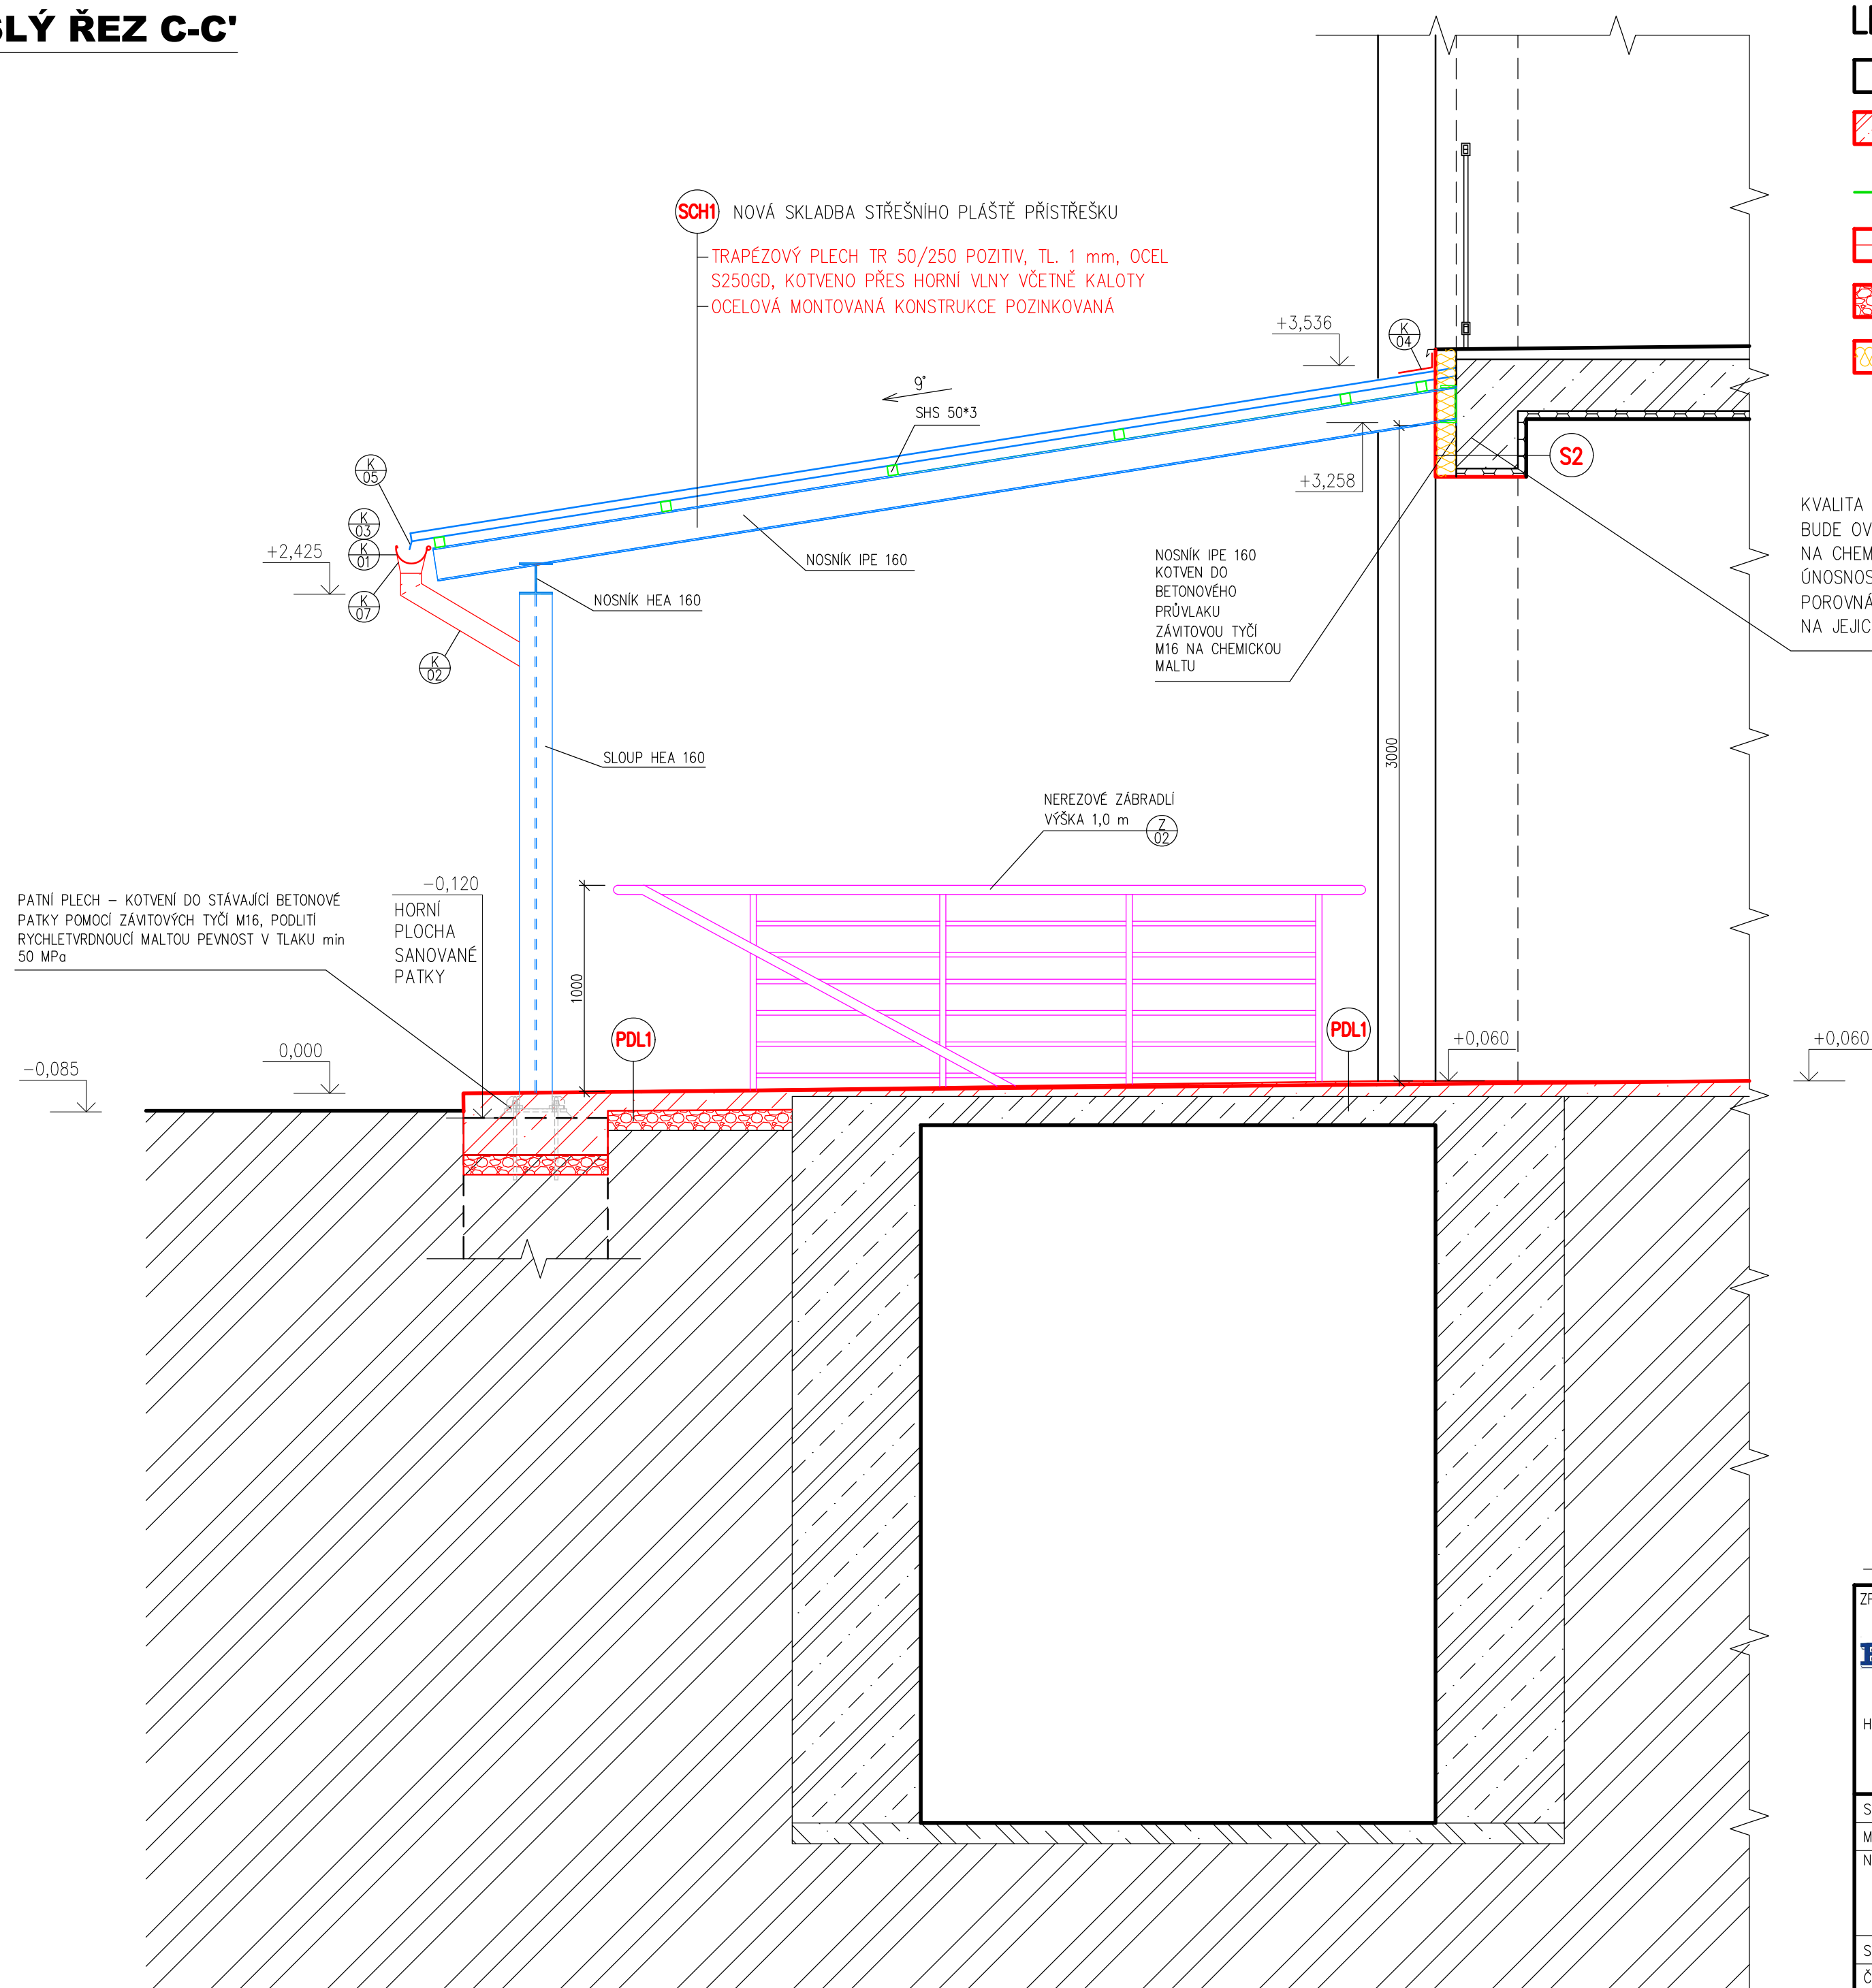 SLÝ ŘEZ C-C'
SCH1 NOVÁ SKLADBA STŘEŠNÍHO PLÁŠTĚ PŘÍSTŘEŠKU
TRAPÉZOVÝ PLECH TR 50/250 POZITIV, TL. 1 mm, OCEL
S250GD, KOTVENO PŘES HORNÍ VLNY VČETNĚ KALOTY
OCELOVÁ MONTOVANÁ KONSTRUKCE POZINKOVANÁ
+3,536
K
04
9°
SHS 50*3
K
05
K
03
K
01
+2,425
K
07
K
02
NOSNÍK IPE 160
NOSNÍK HEA 160
+3,258
S2
NOSNÍK IPE 160
KOTVEN DO
BETONOVÉHO
PRŮVLAKU
ZÁVITOVOU TYČÍ
M16 NA CHEMICKOU
MALTU
KVALITA
BUDE OV
NA CHEM
ÚNOSNOS
POROVNÁ
NA JEJIC
SLOUP HEA 160
3000
NEREZOVÉ ZÁBRADLÍ
VÝŠKA 1,0 m
Z
02
PATNÍ PLECH – KOTVENÍ DO STÁVAJÍCÍ BETONOVÉ
PATKY POMOCÍ ZÁVITOVÝCH TYČÍ M16, PODLITÍ
RYCHLETVRDNOUCÍ MALTOU PEVNOST V TLAKU min
50 MPa
-0,120
HORNÍ
PLOCHA
SANOVANÉ
PATKY
1000
PDL1
PDL1
+0,060
+0,060
0,000
-0,085
H
S
M
N
S
Č